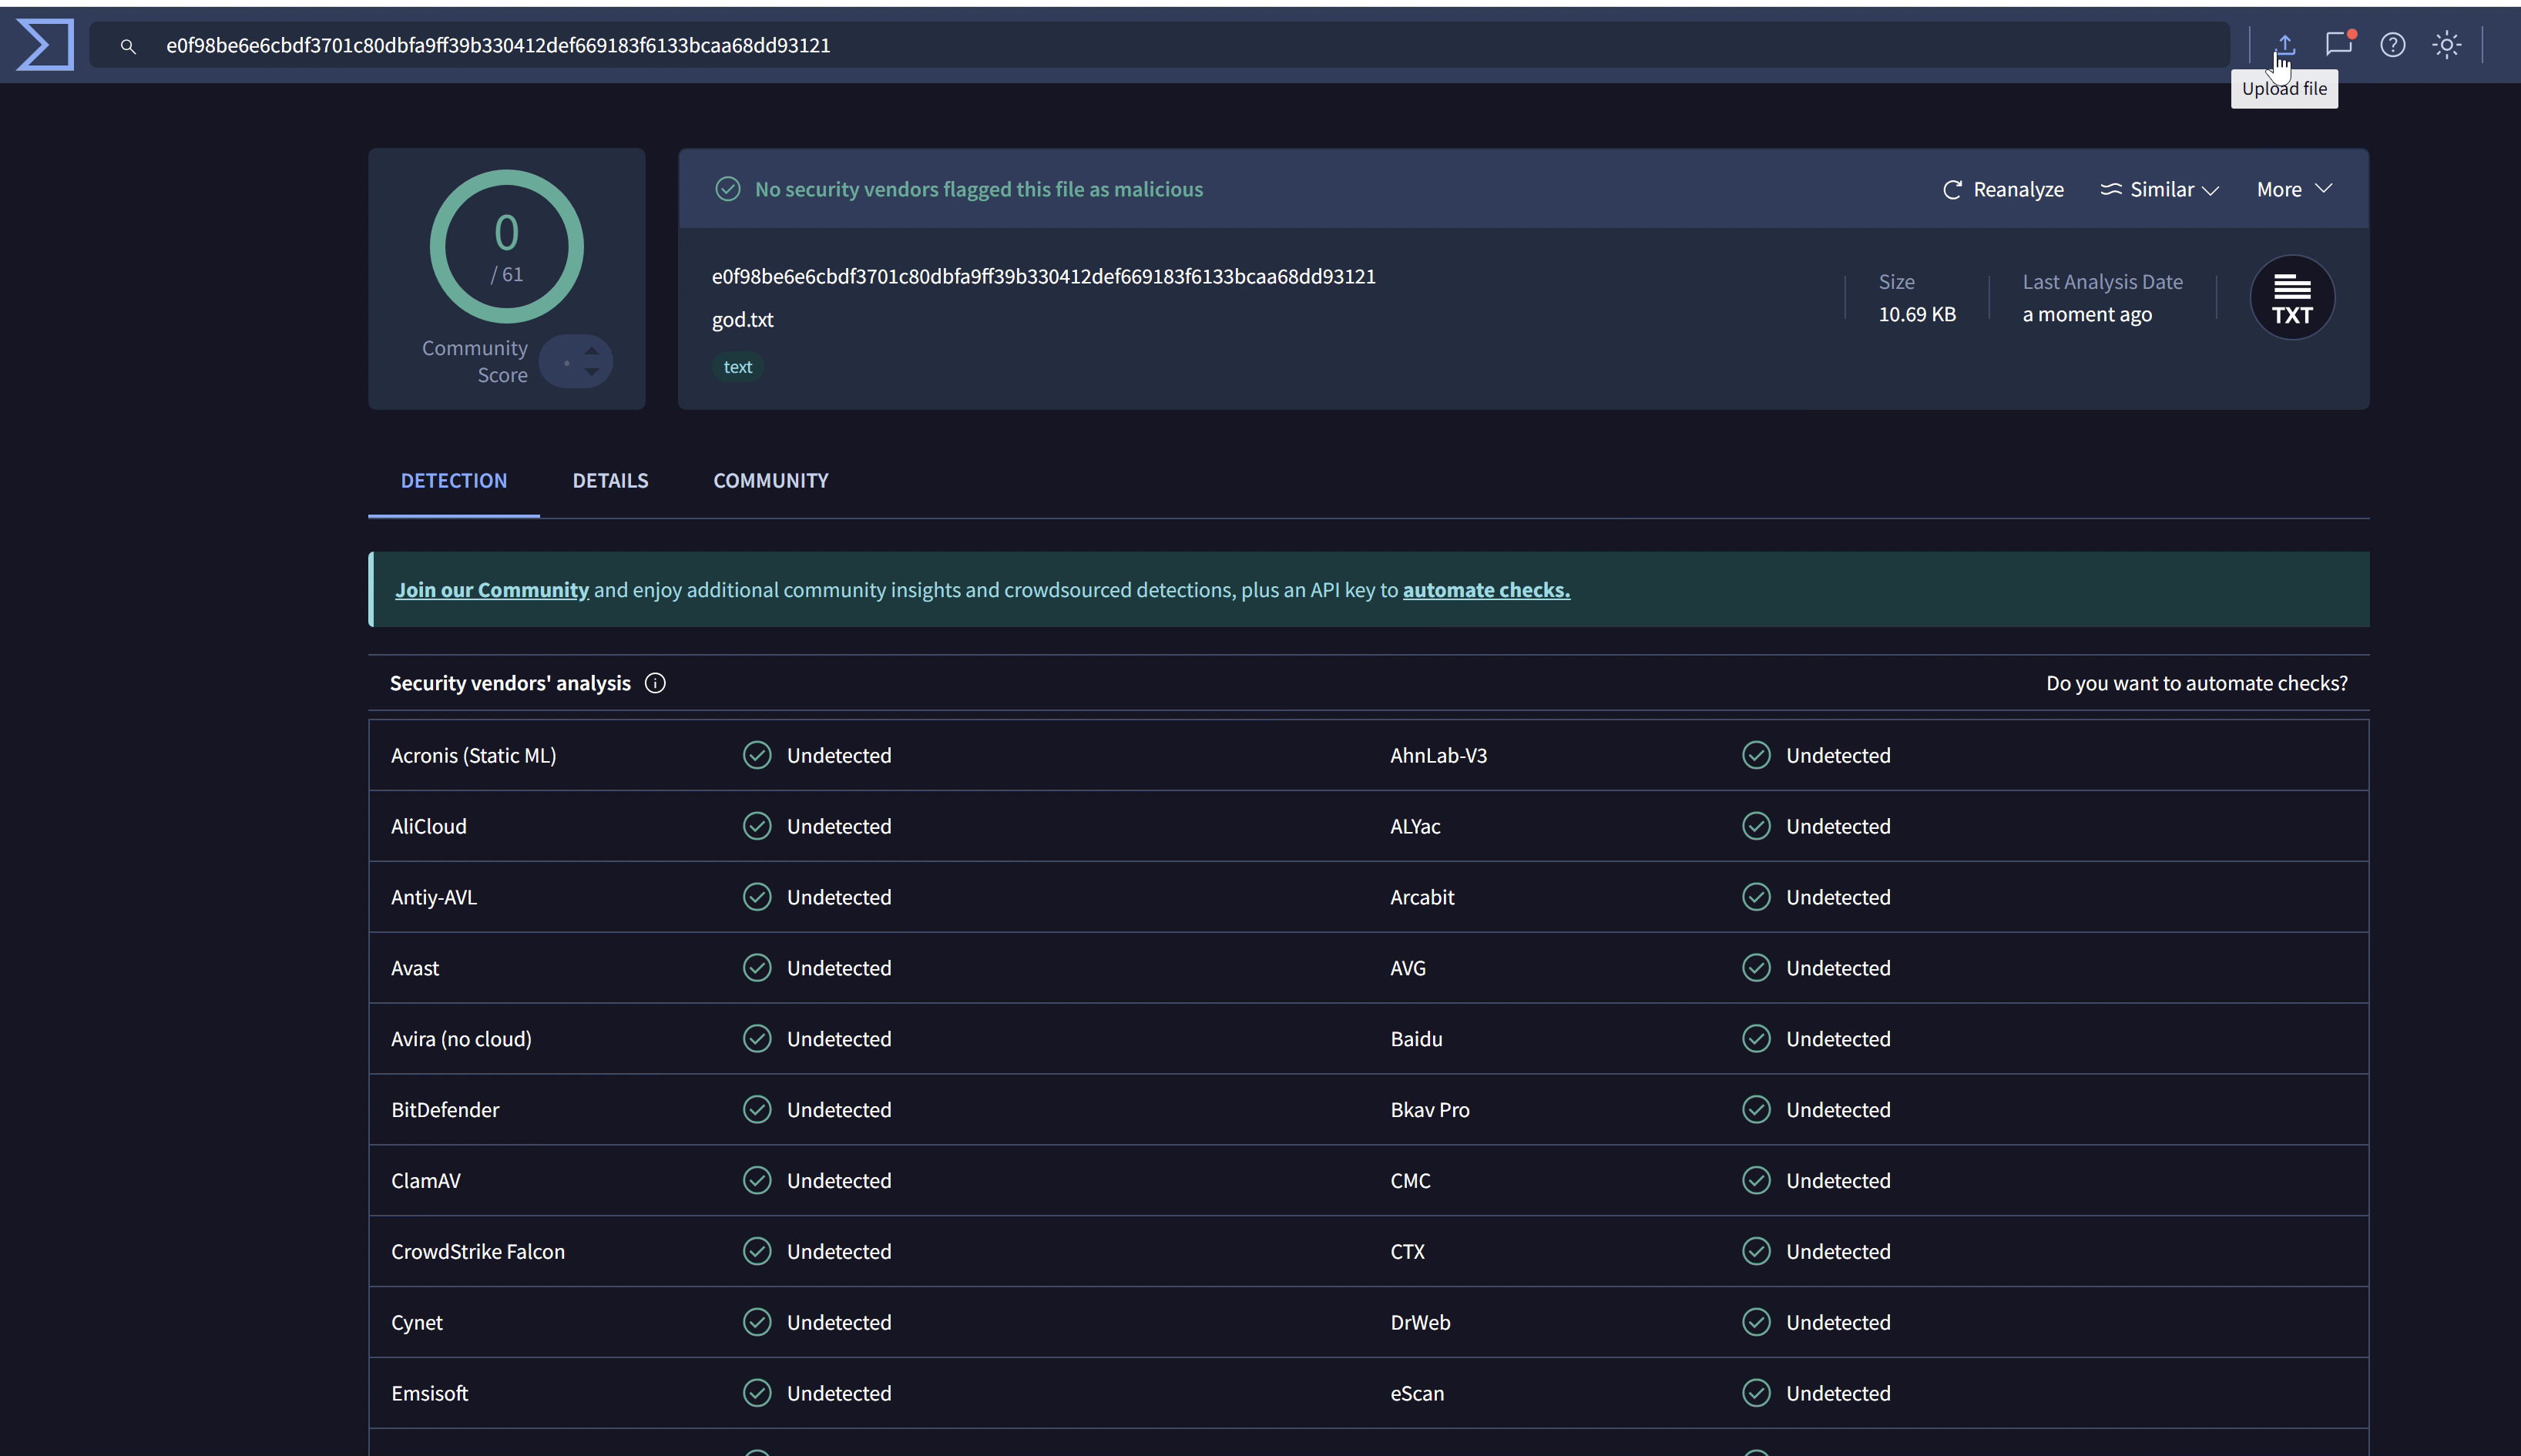 e0f98be6e6cbdf3701c80dbfa9ff39b330412def669183f6133bcaa68dd93121
Upload file
0
/ 61
Community
Score
No security vendors flagged this file as malicious
Reanalyze
Similar
More
e0f98be6e6cbdf3701c80dbfa9ff39b330412def669183f6133bcaa68dd93121
god.txt
text
Size
10.69 KB
Last Analysis Date
a moment ago
TXT
DETECTION
DETAILS
COMMUNITY
Join our Community and enjoy additional community insights and crowdsourced detections, plus an API key to automate checks.
Security vendors' analysis
Do you want to automate checks?
Acronis (Static ML) Undetected AhnLab-V3 Undetected
AliCloud Undetected ALYac Undetected
Antiy-AVL Undetected Arcabit Undetected
Avast Undetected AVG Undetected
Avira (no cloud) Undetected Baidu Undetected
BitDefender Undetected Bkav Pro Undetected
ClamAV Undetected CMC Undetected
CrowdStrike Falcon Undetected CTX Undetected
Cynet Undetected DrWeb Undetected
Emsisoft Undetected eScan Undetected